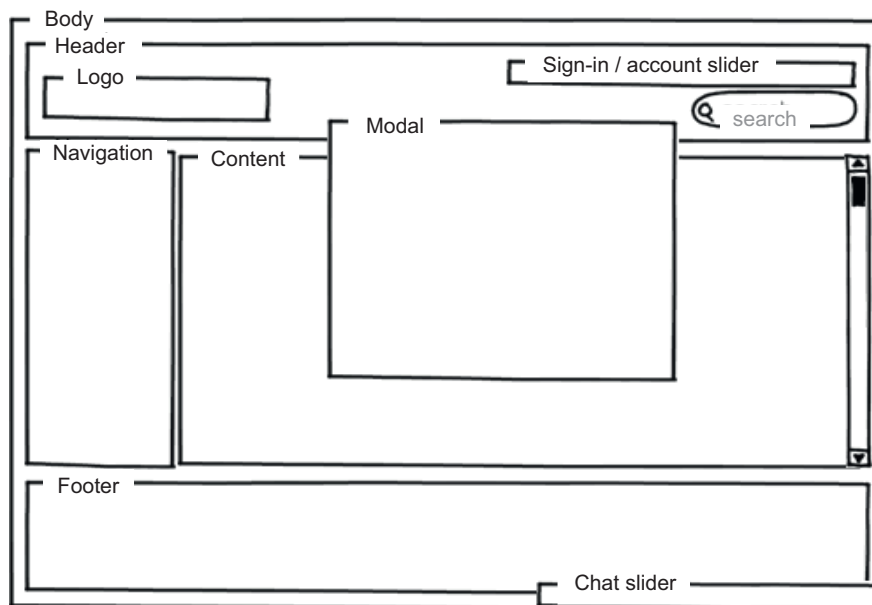 Body
Header
Logo
Sign-in / account slider
search
Modal
Navigation
Content
Footer
Chat slider